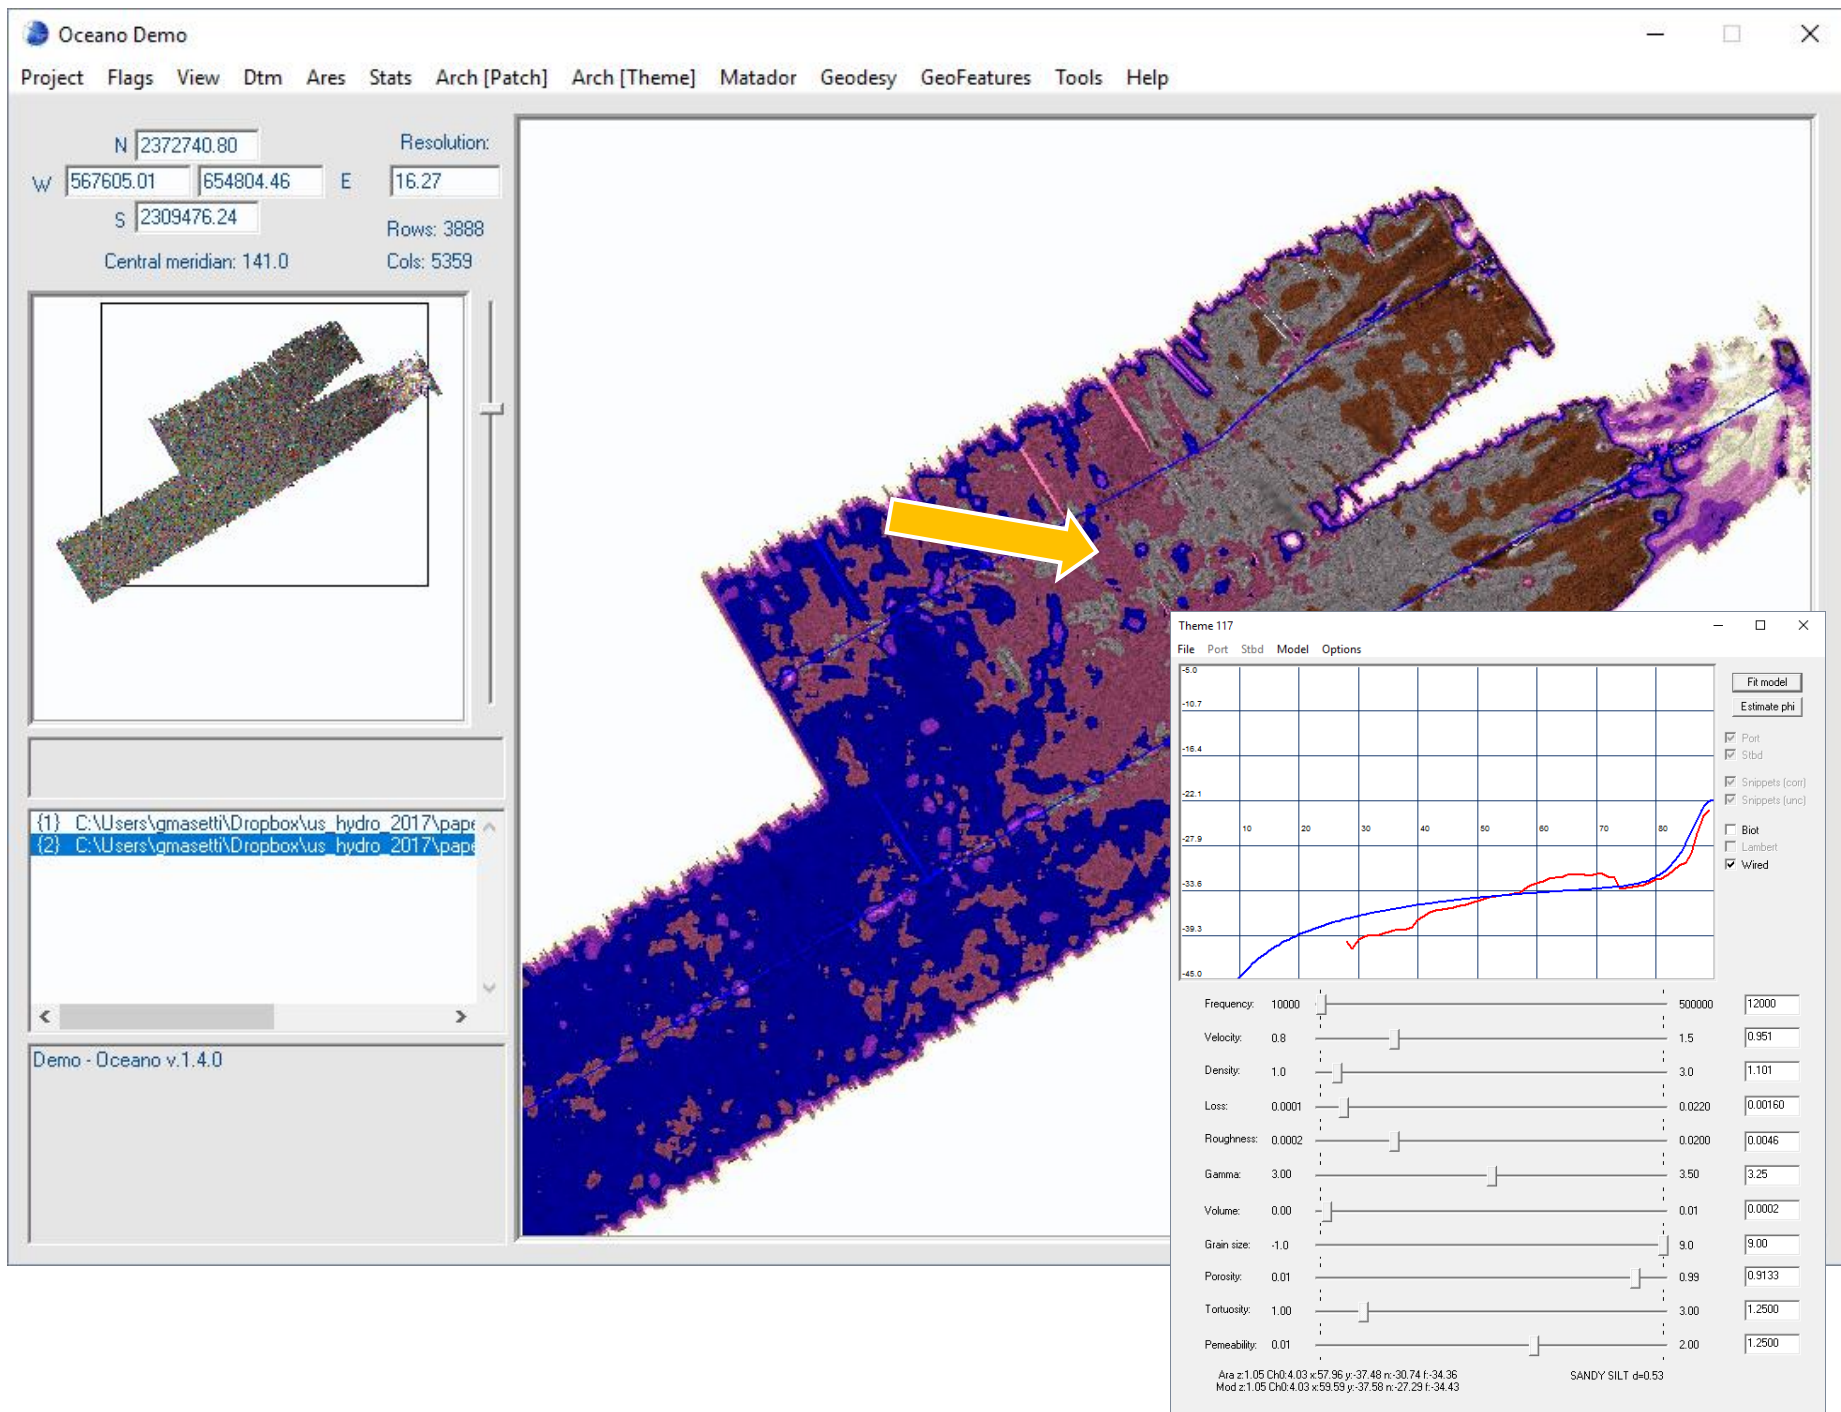 Oceano Demo
Project Flags View Dtm Ares Stats Arch [Patch] Arch [Theme] Matador Geodesy GeoFeatures Tools Help
N 2372740.80 Resolution:
W 567605.01 654804.46 E 16.27
S 2309476.24 Rows: 3888
Central meridian: 141.0 Cols: 5359
{1} C:\Users\gmasetti\Dropbox\us_hydro_2017\pape
{2} C:\Users\gmasetti\Dropbox\us_hydro_2017\pape
Demo - Oceano v.1.4.0
Theme 117
File Port Stbd Model Options
-5.0
-10.7
-16.4
-22.1
10 20 30 40 50 60 70 80
-27.9
-33.6
-39.3
-45.0
Fit model
Estimate phi
Port
Stbd
Snippets (corr)
Snippets (unc)
Biot
Lambert
Wired
Frequency: 10000 500000 12000
Velocity: 0.8 1.5 0.951
Density: 1.0 3.0 1.101
Loss: 0.0001 0.0220 0.00160
Roughness: 0.0002 0.0200 0.0046
Gamma: 3.00 3.50 3.25
Volume: 0.00 0.01 0.0002
Grain size: -1.0 9.0 9.00
Porosity: 0.01 0.99 0.9133
Tortuosity: 1.00 3.00 1.2500
Pemeability: 0.01 2.00 1.2500
Ara z:1.05 Ch0:4.03 x:57.96 y:-37.48 n:-30.74 f:-34.36 SANDY SILT d=0.53
Mod z:1.05 Ch0:4.03 x:59.59 y:-37.58 n:-27.29 f:-34.43